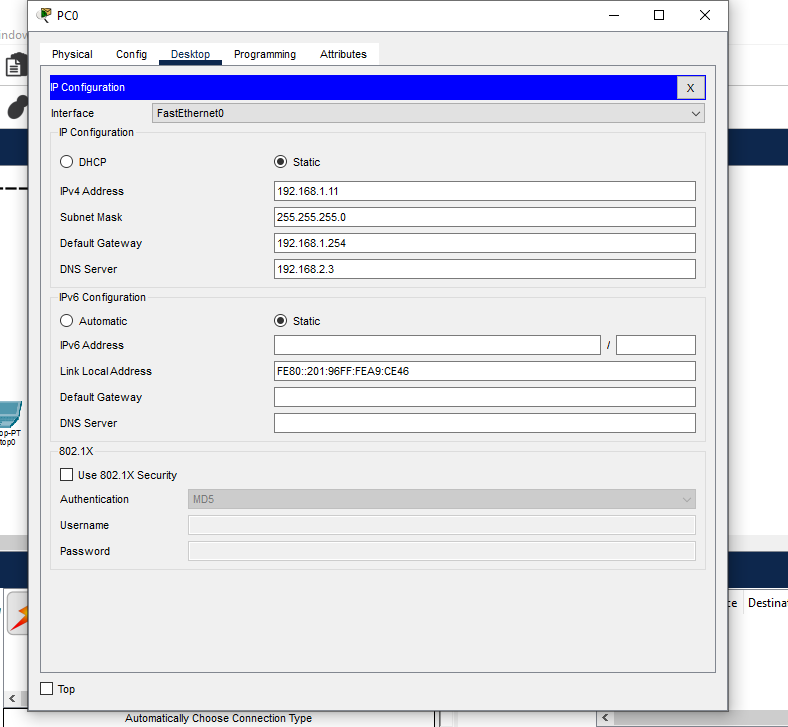 PC0
Physical Config Desktop Programming Attributes
IP Configuration X
Interface FastEthernet0
IP Configuration
DHCP Static
IPv4 Address 192.168.1.11
Subnet Mask 255.255.255.0
Default Gateway 192.168.1.254
DNS Server 192.168.2.3
IPv6 Configuration
Automatic Static
IPv6 Address /
Link Local Address FE80::201:96FF:FEA9:CE46
Default Gateway
DNS Server
802.1X
Use 802.1X Security
Authentication MD5
Username
Password
Top
Automatically Choose Connection Type